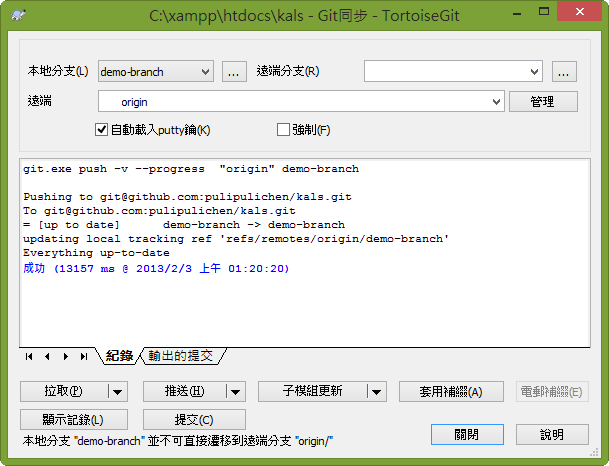 C:\xampp\htdocs\kals - Git同步 - TortoiseGit
本地分支(L) demo-branch ... 遠端分支(R) ...
遠端 origin 管理
自動載入putty鑰(K) 強制(F)
git.exe push -v --progress "origin" demo-branch
Pushing to git@github.com:pulipulichen/kals.git
To git@github.com:pulipulichen/kals.git
= [up to date] demo-branch -> demo-branch
updating local tracking ref 'refs/remotes/origin/demo-branch'
Everything up-to-date
成功 (13157 ms @ 2013/2/3 上午 01:20:20)
紀錄 輸出的提交
拉取(P) 推送(H) 子模組更新 套用補綴(A) 電郵補綴(E)
顯示記錄(L) 提交(C)
本地分支 "demo-branch" 並不可直接遷移到遠端分支 "origin/"
關閉 說明